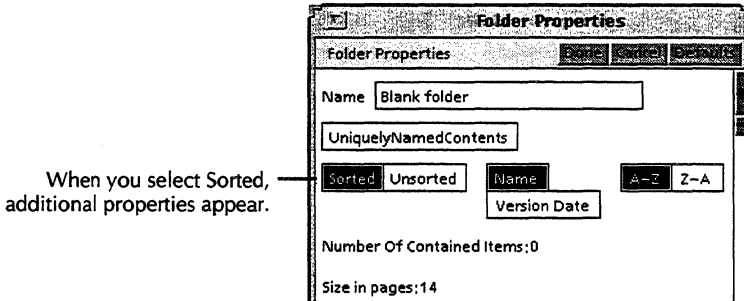 Folder Properties
Folder Properties Done Cancel Defaults
Name Blank folder
UniquelyNamedContents
When you select Sorted,
additional properties appear.
Sorted Unsorted Name A-Z Z-A
Version Date
Number Of Contained Items:0
Size in pages:14